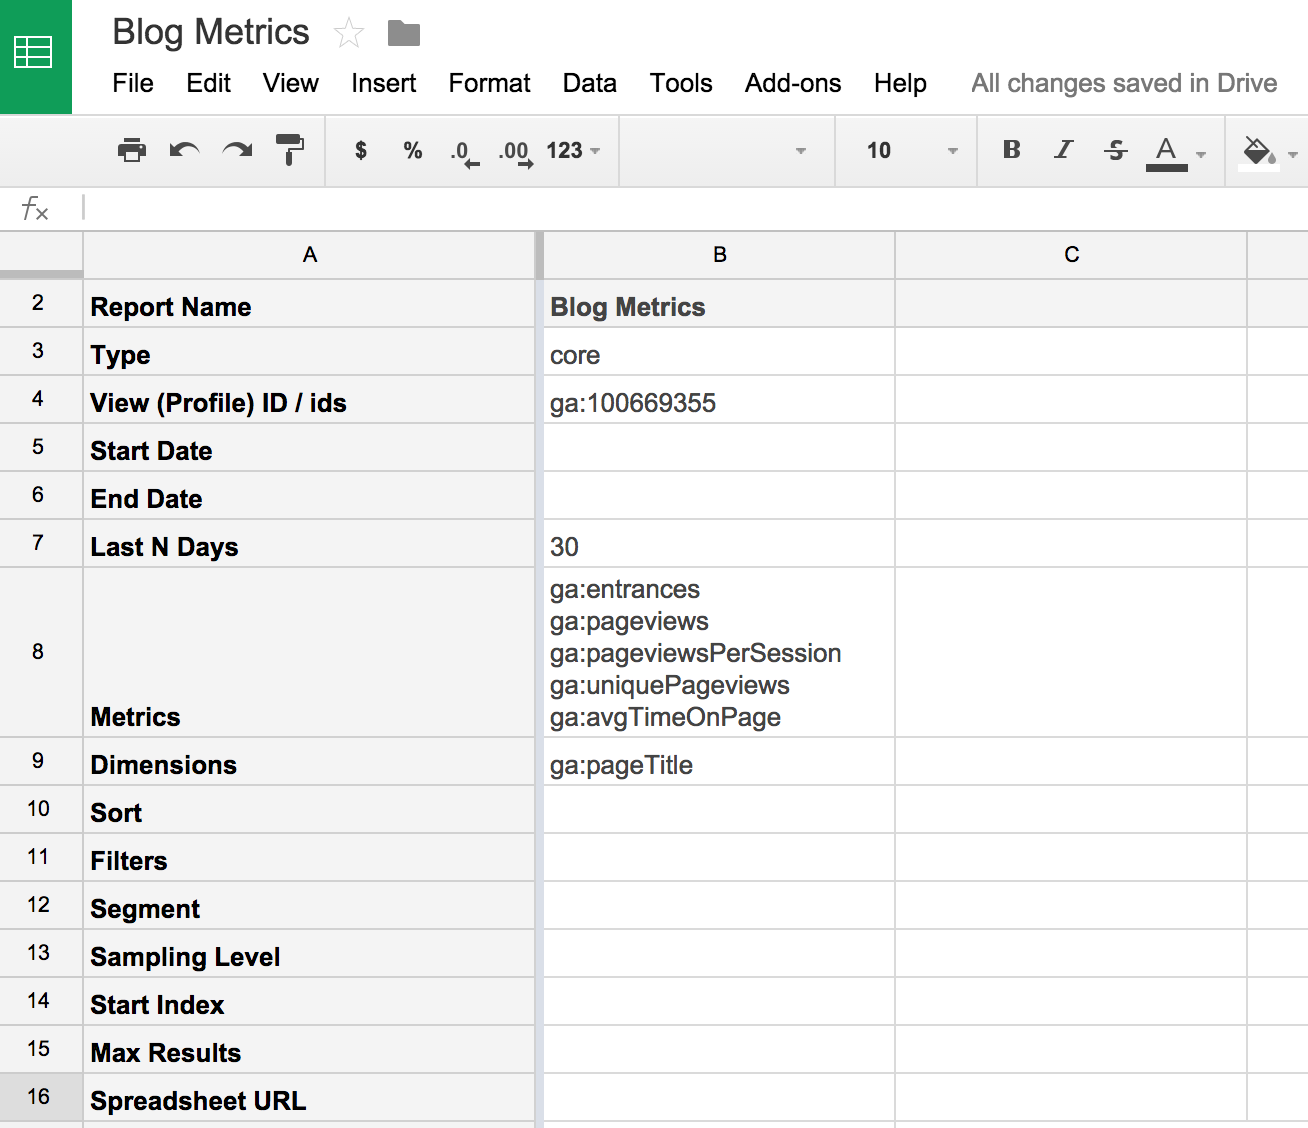 Blog Metrics
File Edit View Insert Format Data Tools Add-ons Help All changes saved in Drive
$ % .0 .00 123 10 B I S A
fx
A B C
2 Report Name Blog Metrics
3 Type core
4 View (Profile) ID / ids ga:100669355
5 Start Date
6 End Date
7 Last N Days 30
ga:entrances
ga:pageviews
8 ga:pageviewsPerSession
ga:uniquePageviews
Metrics ga:avgTimeOnPage
9 Dimensions ga:pageTitle
10 Sort
11 Filters
12 Segment
13 Sampling Level
14 Start Index
15 Max Results
16 Spreadsheet URL